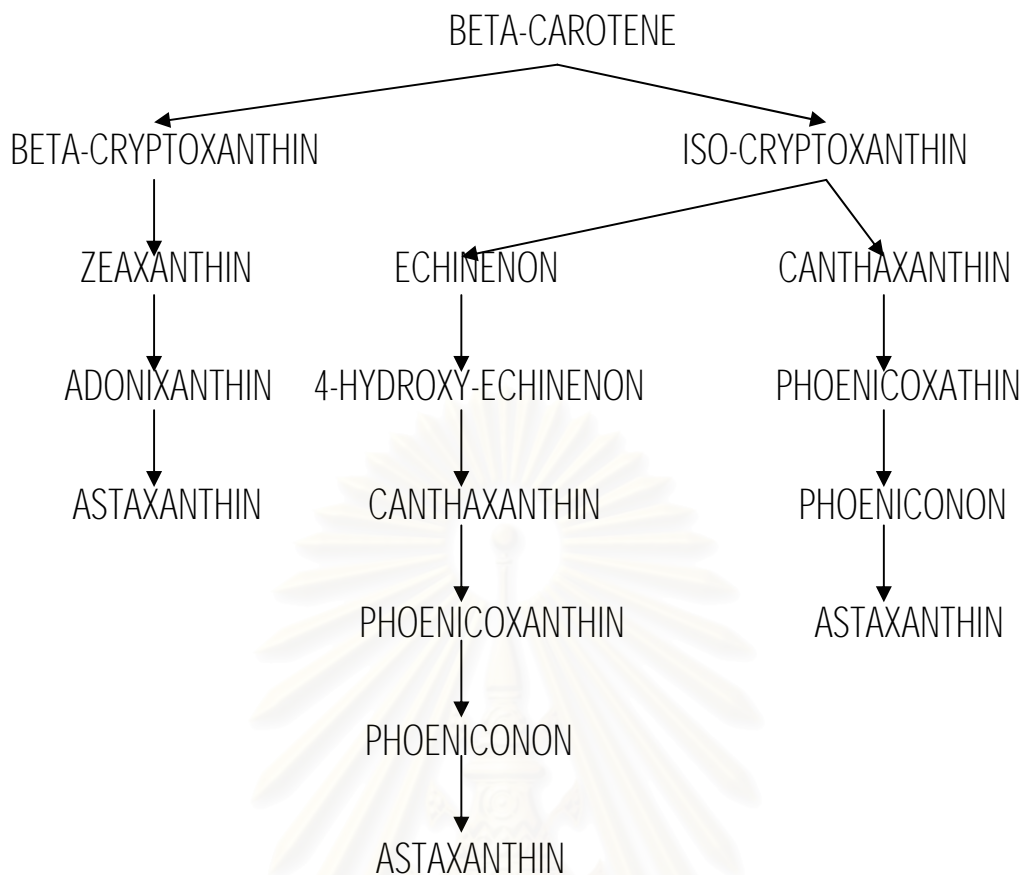 BETA-CAROTENE
BETA-CRYPTOXANTHIN ISO-CRYPTOXANTHIN
ZEAXANTHIN ECHINENON CANTHAXANTHIN
ADONIXANTHIN 4-HYDROXY-ECHINENON PHOENICOXATHIN
ASTAXANTHIN CANTHAXANTHIN PHOENICONON
PHOENICOXANTHIN ASTAXANTHIN
PHOENICONON
ASTAXANTHIN